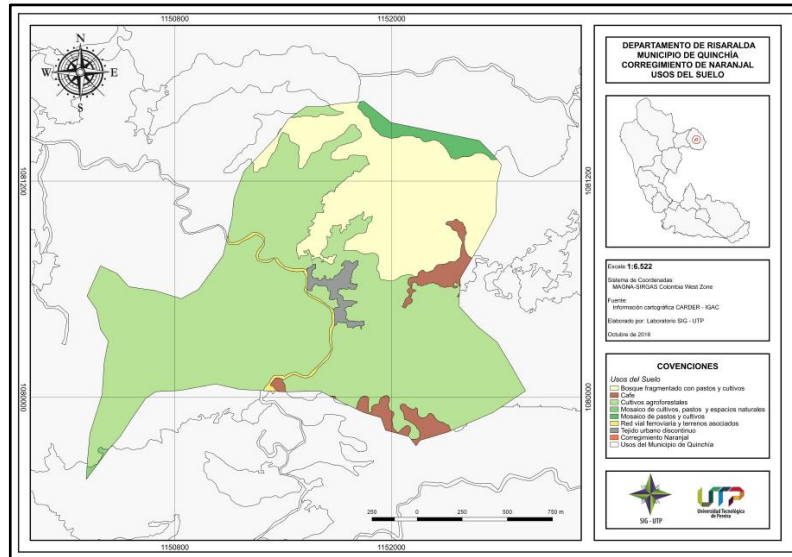 1150800
1152000
N
W
E
S
1081200
1081200
1080000
1080000
1150800
1152000
250
0
250
500
750 m
DEPARTAMENTO DE RISARALDA
MUNICIPIO DE QUINCHÍA
CORREGIMIENTO DE NARANJAL
USOS DEL SUELO
Escala 1:6.522
Sistema de Coordenadas:
MAGNA-SIRGAS Colombia West Zone
Fuente:
Información cartográfica CARDER - IGAC
Elaborado por: Laboratorio SIG - UTP
Octubre de 2016
COVENCIONES
Usos del Suelo
Bosque fragmentado con pastos y cutivos
Cafe
Cultivos agroforestales
Mosaico de cultivos, pastos y espacios naturales
Mosaico de pastos y cultivos
Red vial ferroviaria y terrenos asociados
Tejido urbano discontinuo
Corregimiento Naranjal
Usos del Municipio de Quinchía
SIG - UTP
UTP
Universidad Tecnológica
de Pereira